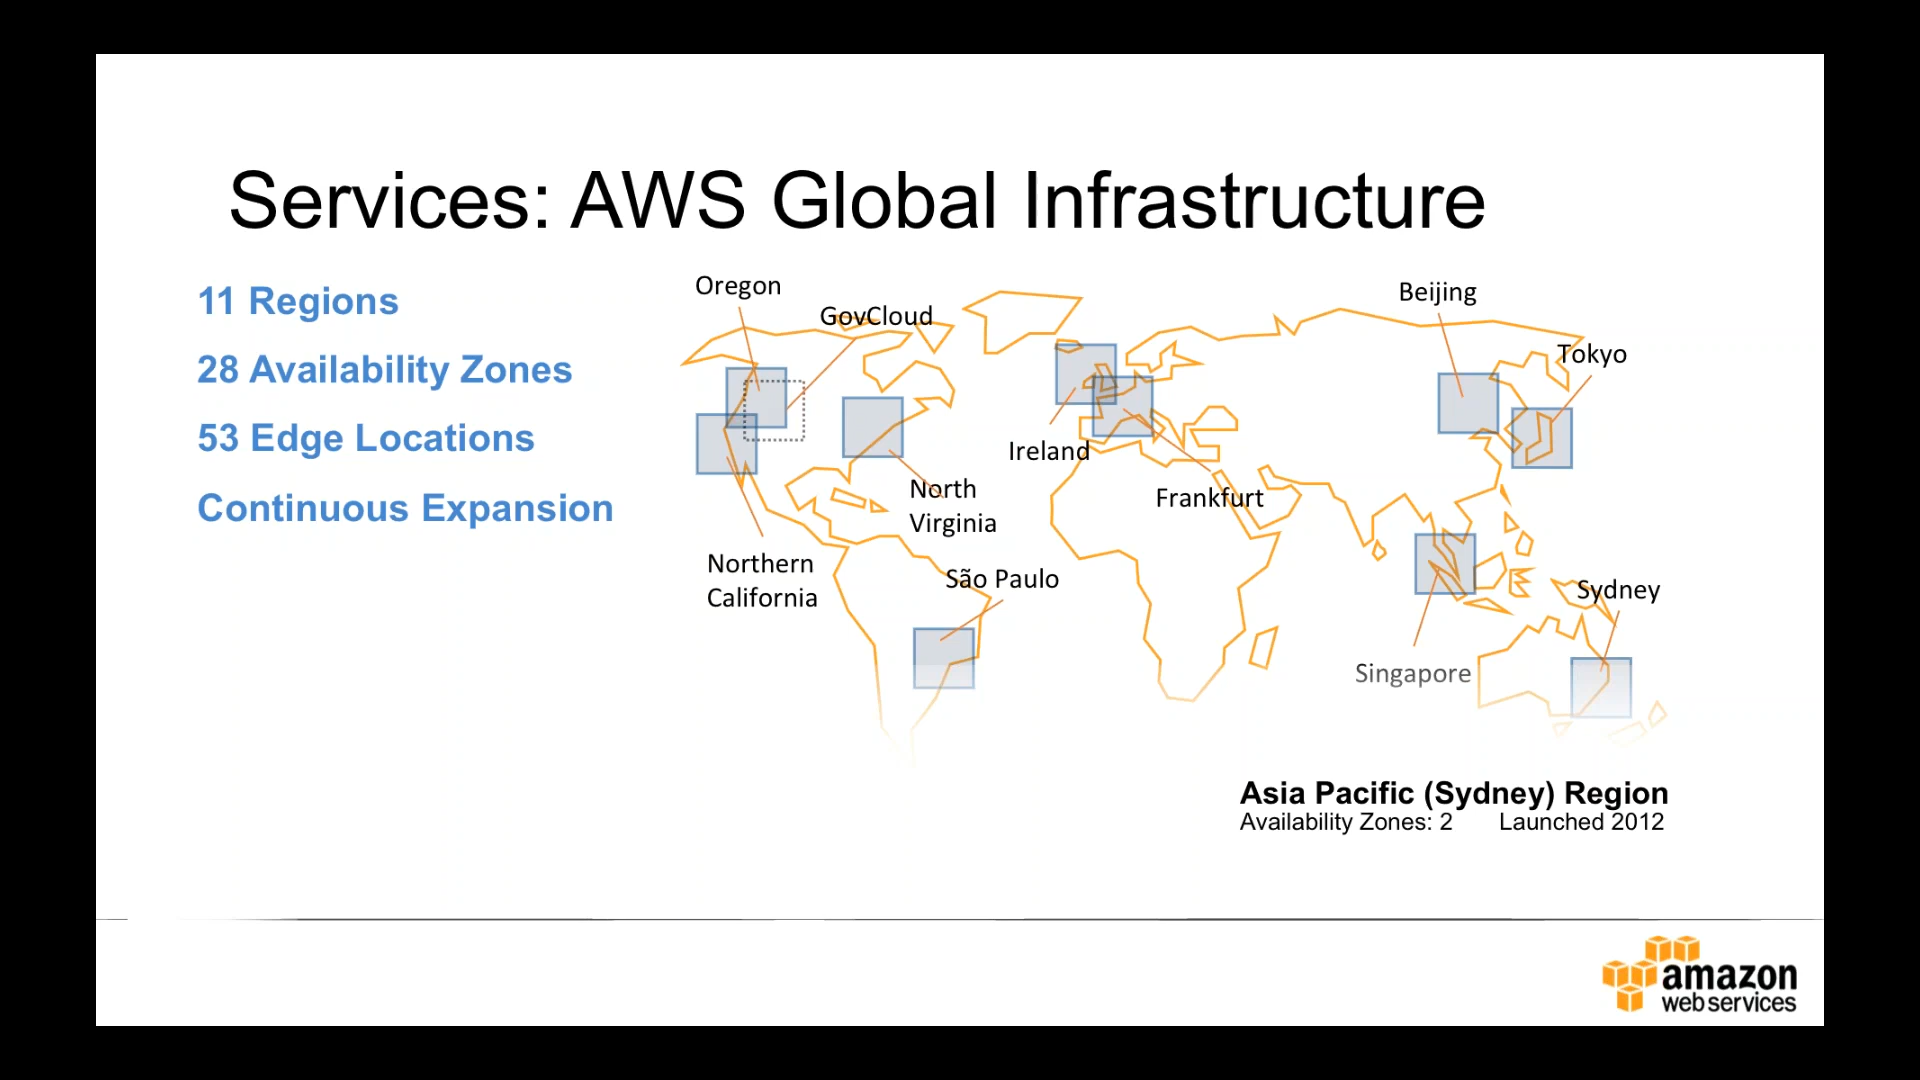 Services: AWS Global Infrastructure
11 Regions
28 Availability Zones
53 Edge Locations
Continuous Expansion
Oregon
GovCloud
Beijing
Tokyo
Ireland
North
Virginia
Frankfurt
Northern
California
São Paulo
Sydney
Singapore
Asia Pacific (Sydney) Region
Availability Zones: 2 Launched 2012
amazon
webservices